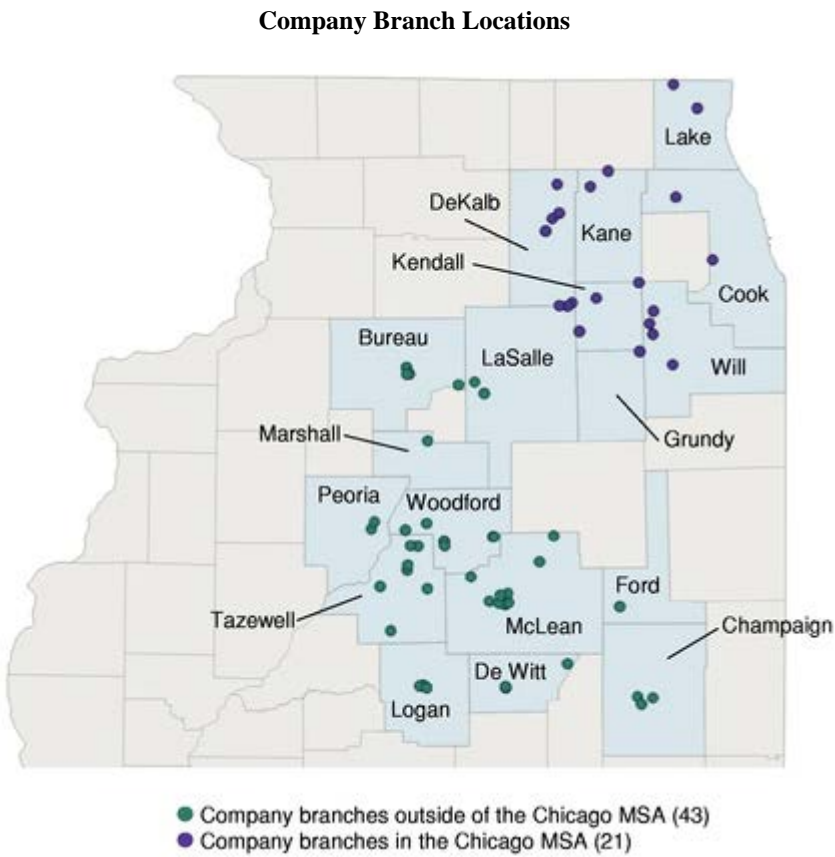 Company Branch Locations
Lake
DeKalb
Kane
Kendall
Cook
Bureau
LaSalle
Will
Marshall
Grundy
Peoria
Woodford
Ford
Tazewell
McLean
Champaign
De Witt
Logan
Company branches outside of the Chicago MSA (43)
Company branches in the Chicago MSA (21)